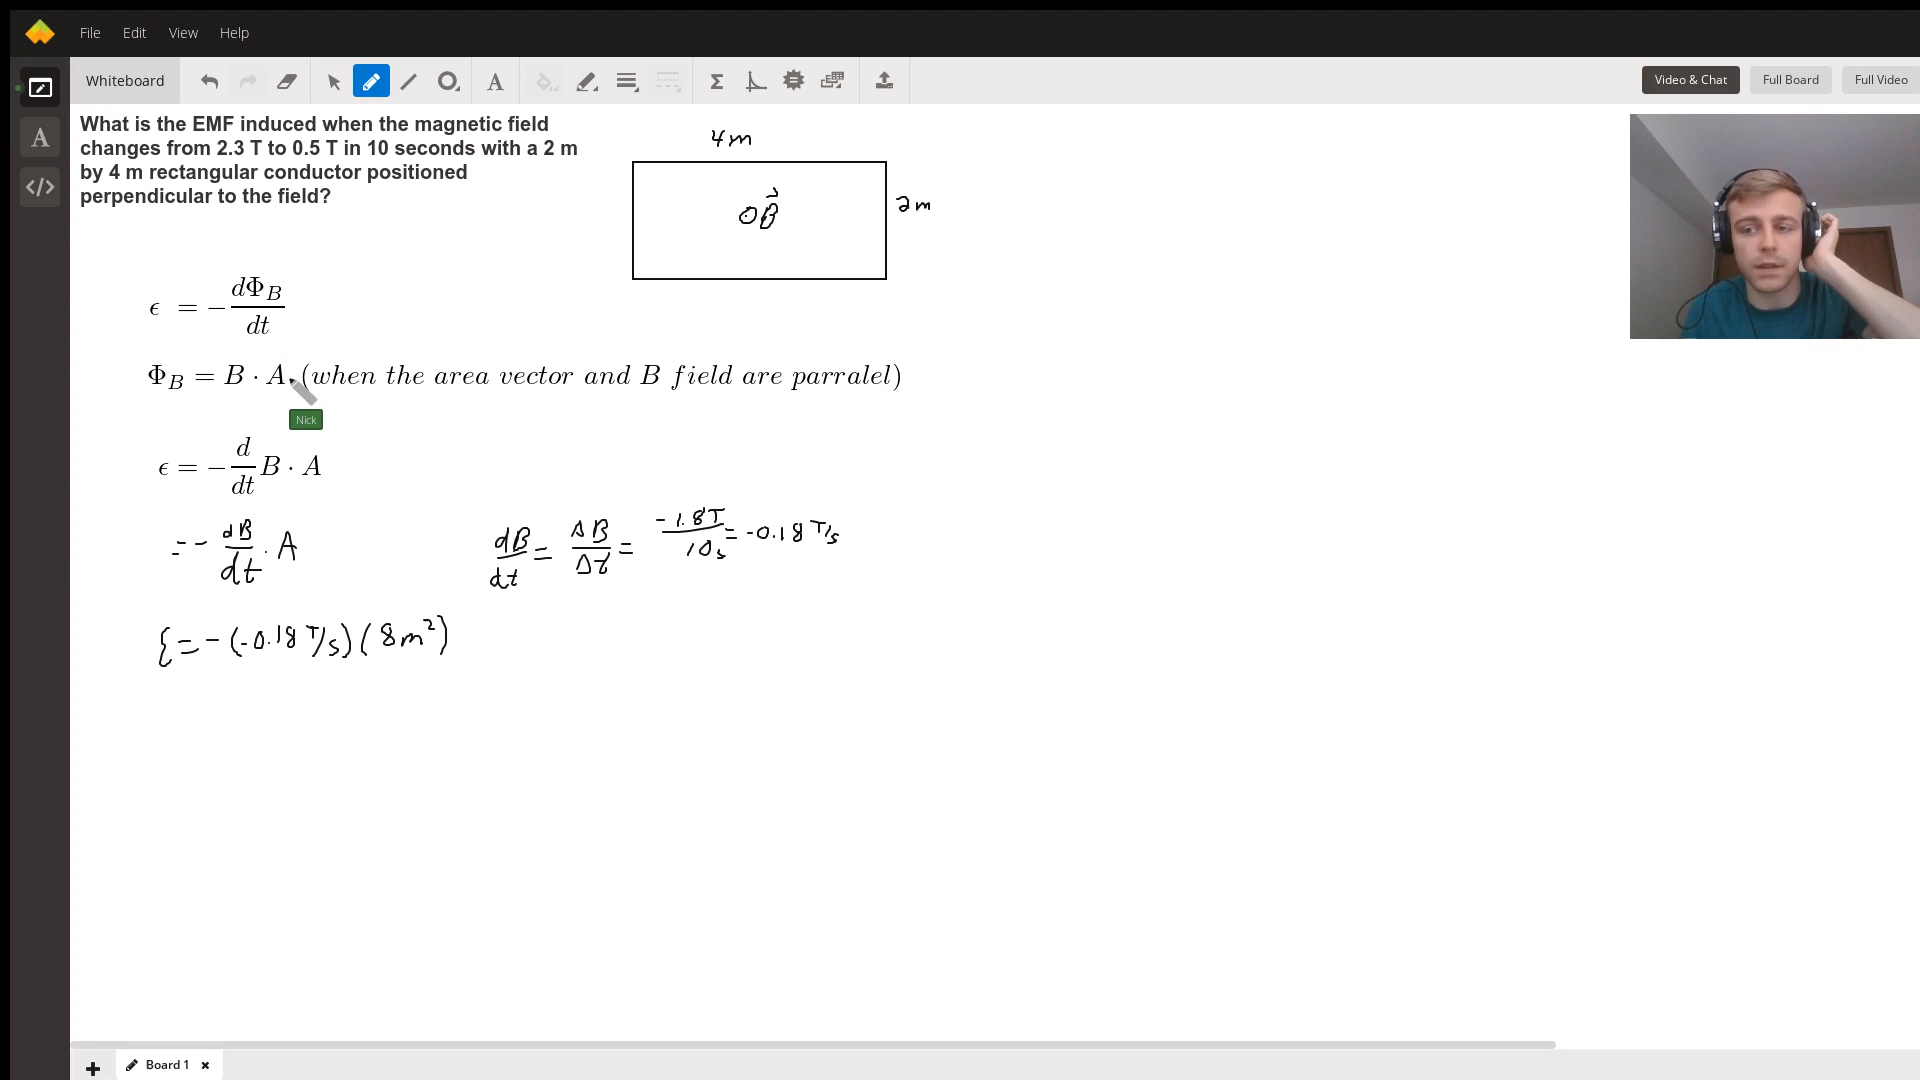 File Edit View Help
Whiteboard
Video & Chat Full Board Full Video
What is the EMF induced when the magnetic field
changes from 2.3 T to 0.5 T in 10 seconds with a 2 m
by 4 m rectangular conductor positioned
perpendicular to the field?
4m
⊙B⃗
2m
ϵ = −dΦ_B/dt
Φ_B = B · A (when the area vector and B field are parralel)
Nick
ϵ = −d/dt B · A
= - dB/dt · A
dB/dt = ΔB/Δt = -1.8T/10s = -0.18 T/s
ℰ = -(-0.18 T/s)(8m²)
Board 1